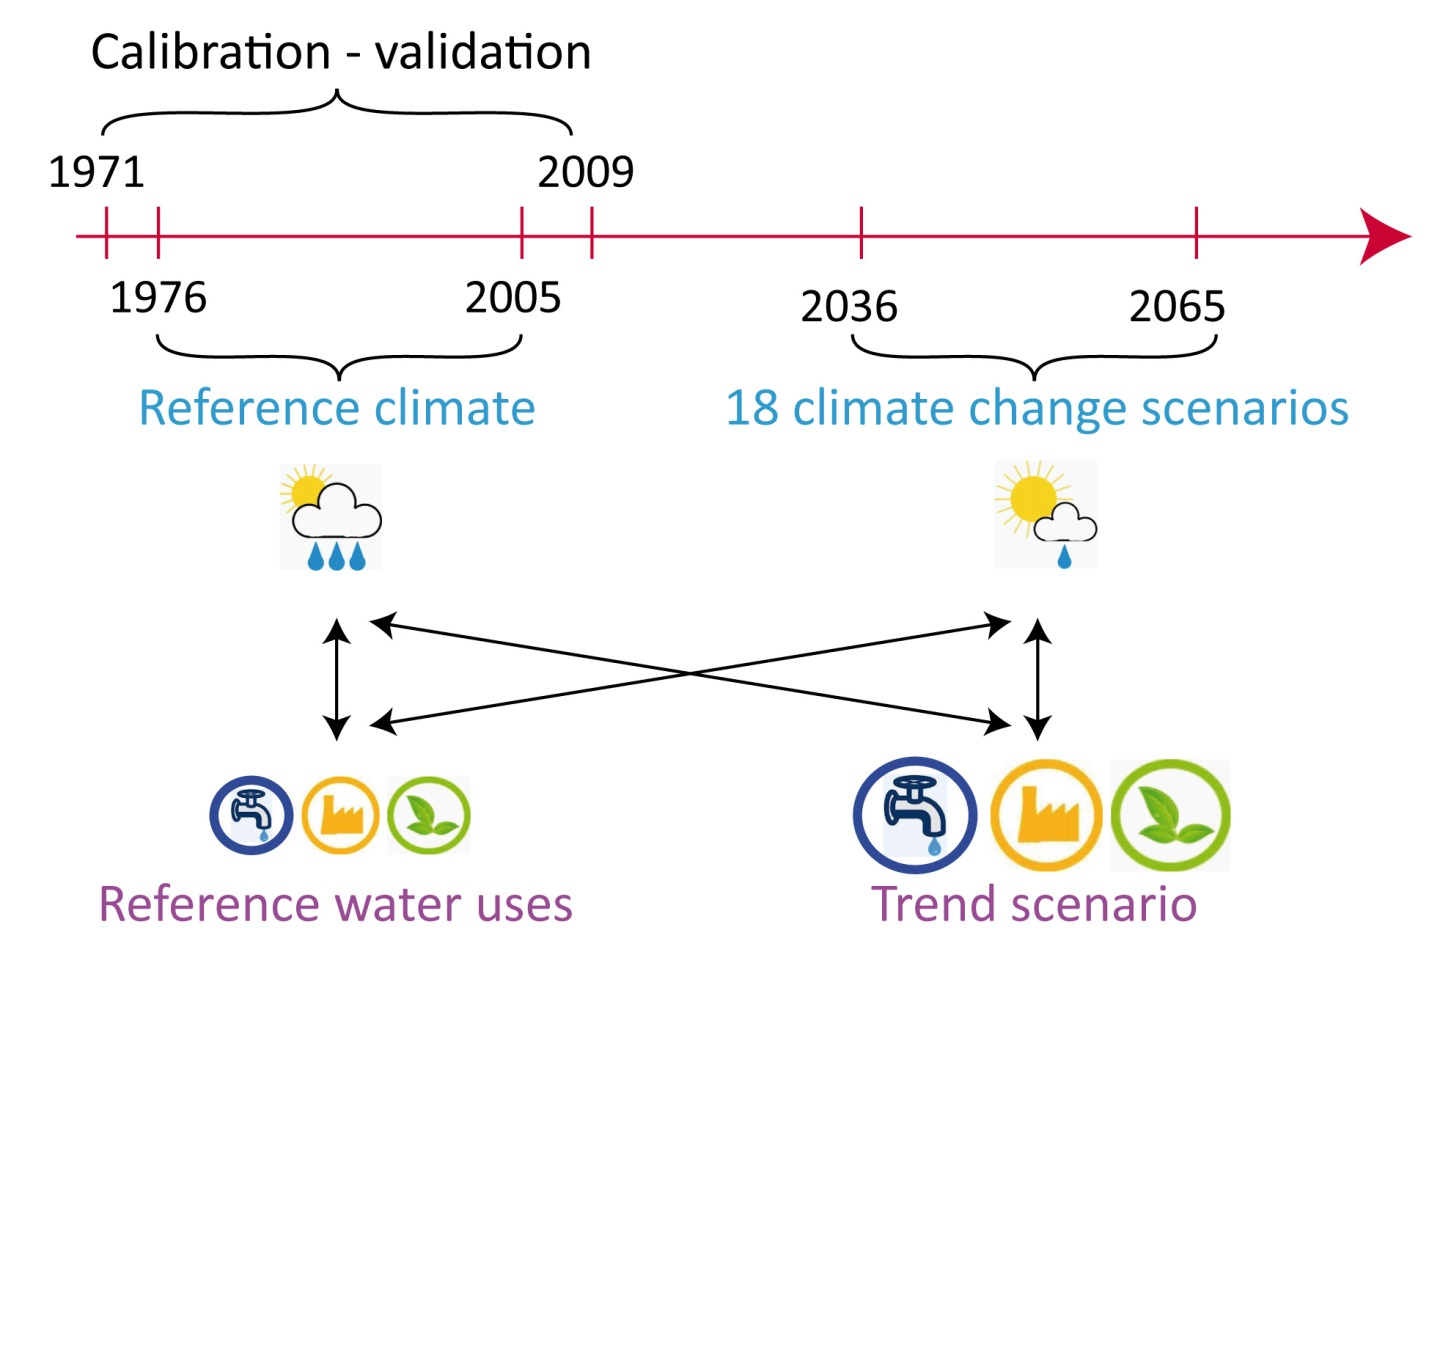 Calibration - validation
1971
2009
1976
2005
2036
2065
Reference climate
18 climate change scenarios
Reference water uses
Trend scenario